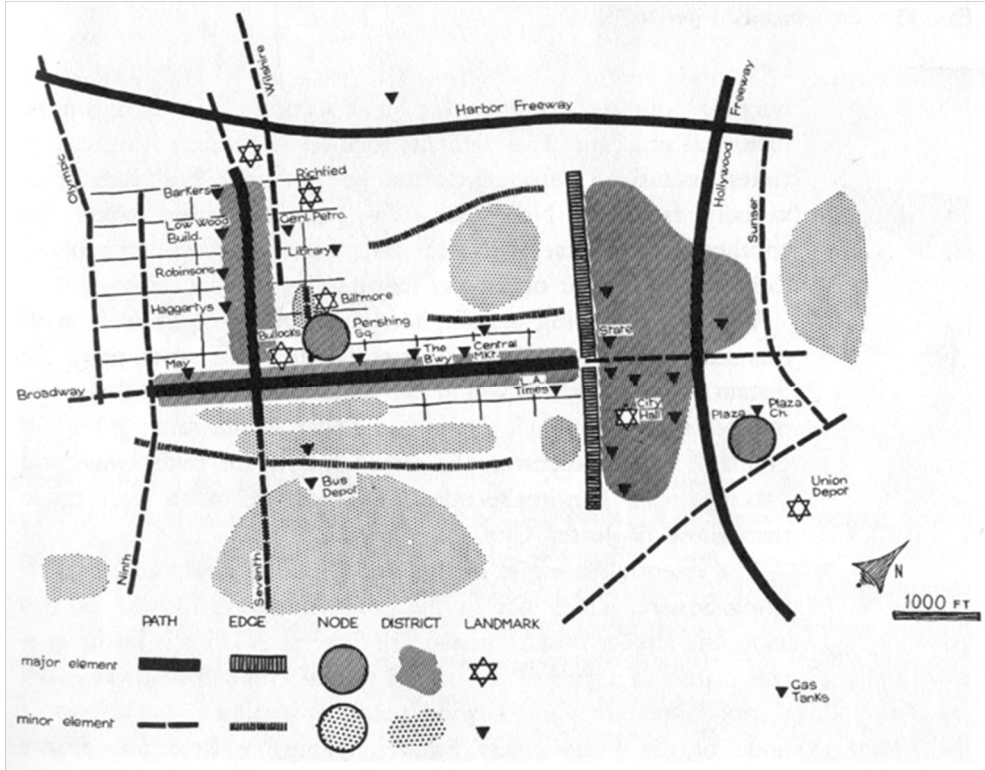 Wilshire
Harbor Freeway
Hollywood
Freeway
Olympic
Sunset
Barkers
Richfield
Low Wood
Build.
Genl. Petro.
Library
Robinsons
Haggartys
Biltmore
Bullocks
Pershing
Sq.
The
B'wy
Central
Mkt.
State
May
Broadway
L.A.
Times
City
Hall
Plaza
Plaza
Ch.
Bus
Depot
Union
Depot
Ninth
Seventh
N
1000 FT
PATH EDGE NODE DISTRICT LANDMARK
major element
minor element
Gas
Tanks